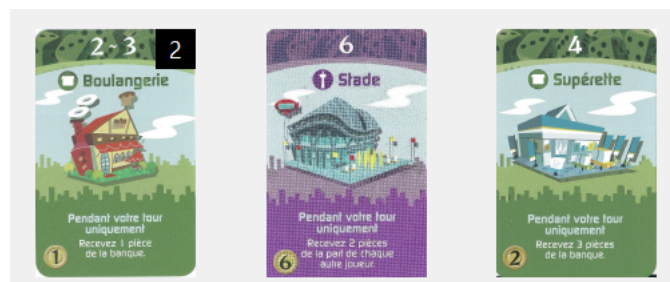 2-3
2
Boulangerie
Pendant votre tour
uniquement
Recevez 1 pièce
de la banque.
1
6
Stade
Pendant votre tour
uniquement
Recevez 2 pièces
de la part de chaque
autre joueur.
6
4
Supérette
Pendant votre tour
uniquement
Recevez 3 pièces
de la banque.
2